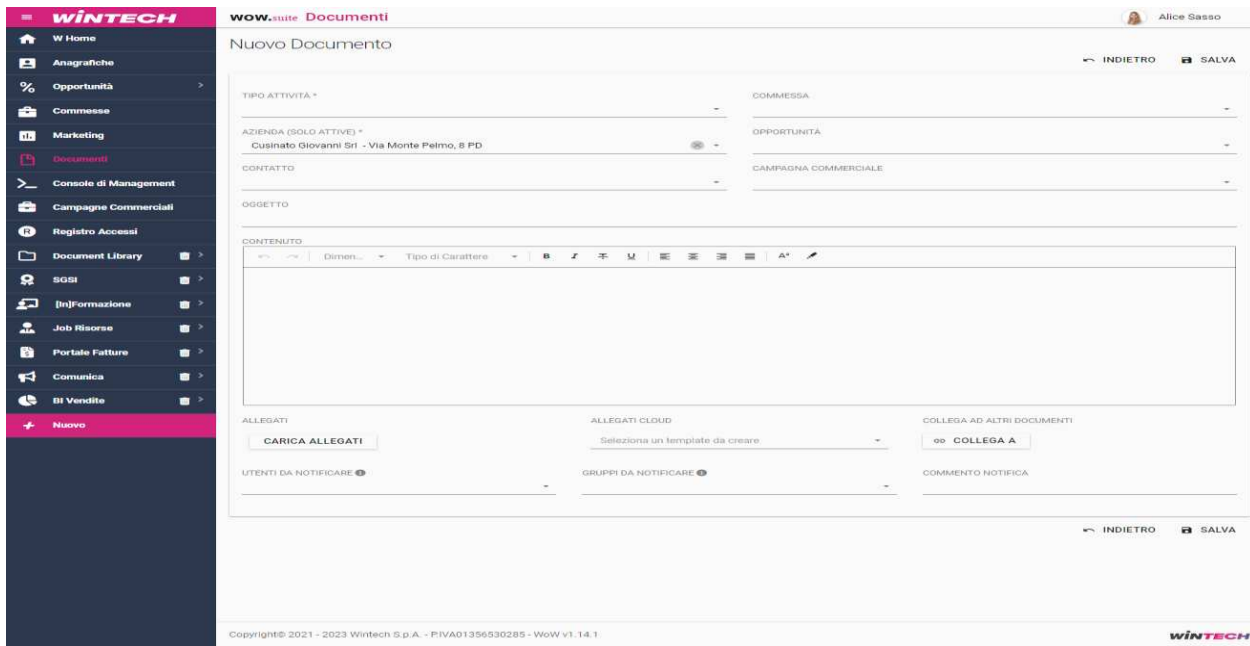 WiNTECH
W Home
Anagrafiche
Opportunità
Commesse
Marketing
Documenti
Console di Management
Campagne Commerciali
Registro Accessi
Document Library
SGSI
[In]Formazione
Job Risorse
Portale Fatture
Comunica
BI Vendite
Nuovo
wow.suite Documenti
Alice Sasso
Nuovo Documento
INDIETRO SALVA
TIPO ATTIVITÀ * COMMESSA
AZIENDA (SOLO ATTIVE) * OPPORTUNITÀ
Cusinato Giovanni Srl - Via Monte Pelmo, 8 PD
CONTATTO CAMPAGNA COMMERCIALE
OGGETTO
CONTENUTO
Dimen... Tipo di Carattere B I T U A
ALLEGATI ALLEGATI CLOUD COLLEGA AD ALTRI DOCUMENTI
CARICA ALLEGATI Seleziona un template da creare COLLEGA A
UTENTI DA NOTIFICARE GRUPPI DA NOTIFICARE COMMENTO NOTIFICA
INDIETRO SALVA
Copyright© 2021 - 2023 Wintech S.p.A. - P.IVA01356530285 - WoW v1.14.1
WiNTECH